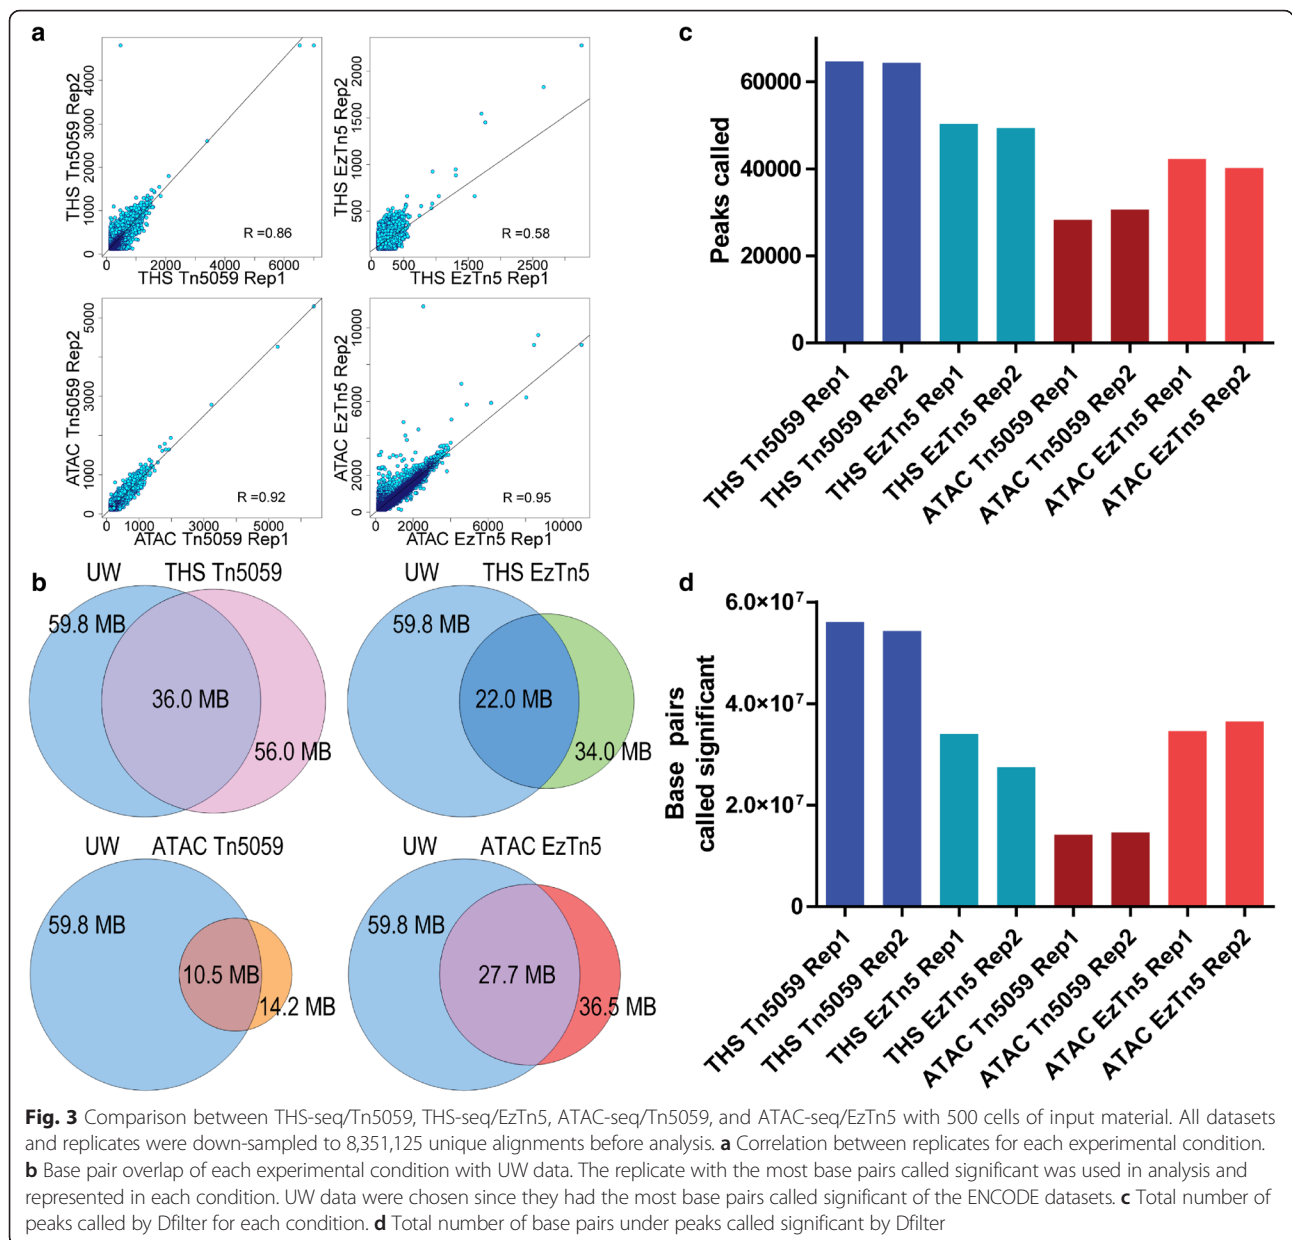 a
THS Tn5059 Rep2
0
1000
2000
3000
4000
R =0.86
0
2000
4000
6000
THS Tn5059 Rep1
THS EzTn5 Rep2
500
1000
1500
2000
R =0.58
0
500
1500
2500
THS EzTn5 Rep1
ATAC Tn5059 Rep2
0
1000
3000
5000
R =0.92
0
1000
3000
5000
ATAC Tn5059 Rep1
ATAC EzTn5 Rep2
0
2000
6000
10000
R =0.95
0
2000
6000
10000
ATAC EzTn5 Rep1
b
UW THS Tn5059
59.8 MB
36.0 MB
56.0 MB
UW THS EzTn5
59.8 MB
22.0 MB
34.0 MB
UW ATAC Tn5059
59.8 MB
10.5 MB
14.2 MB
UW ATAC EzTn5
59.8 MB
27.7 MB
36.5 MB
c
Peaks called
60000
40000
20000
0
THS Tn5059 Rep1
THS Tn5059 Rep2
THS EzTn5 Rep1
THS EzTn5 Rep2
ATAC Tn5059 Rep1
ATAC Tn5059 Rep2
ATAC EzTn5 Rep1
ATAC EzTn5 Rep2
d
Base pairs
called significant
6.0×10⁷
4.0×10⁷
2.0×10⁷
0
THS Tn5059 Rep1
THS Tn5059 Rep2
THS EzTn5 Rep1
THS EzTn5 Rep2
ATAC Tn5059 Rep1
ATAC Tn5059 Rep2
ATAC EzTn5 Rep1
ATAC EzTn5 Rep2
Fig. 3 Comparison between THS-seq/Tn5059, THS-seq/EzTn5, ATAC-seq/Tn5059, and ATAC-seq/EzTn5 with 500 cells of input material. All datasets
and replicates were down-sampled to 8,351,125 unique alignments before analysis. a Correlation between replicates for each experimental condition.
b Base pair overlap of each experimental condition with UW data. The replicate with the most base pairs called significant was used in analysis and
represented in each condition. UW data were chosen since they had the most base pairs called significant of the ENCODE datasets. c Total number of
peaks called by Dfilter for each condition. d Total number of base pairs under peaks called significant by Dfilter